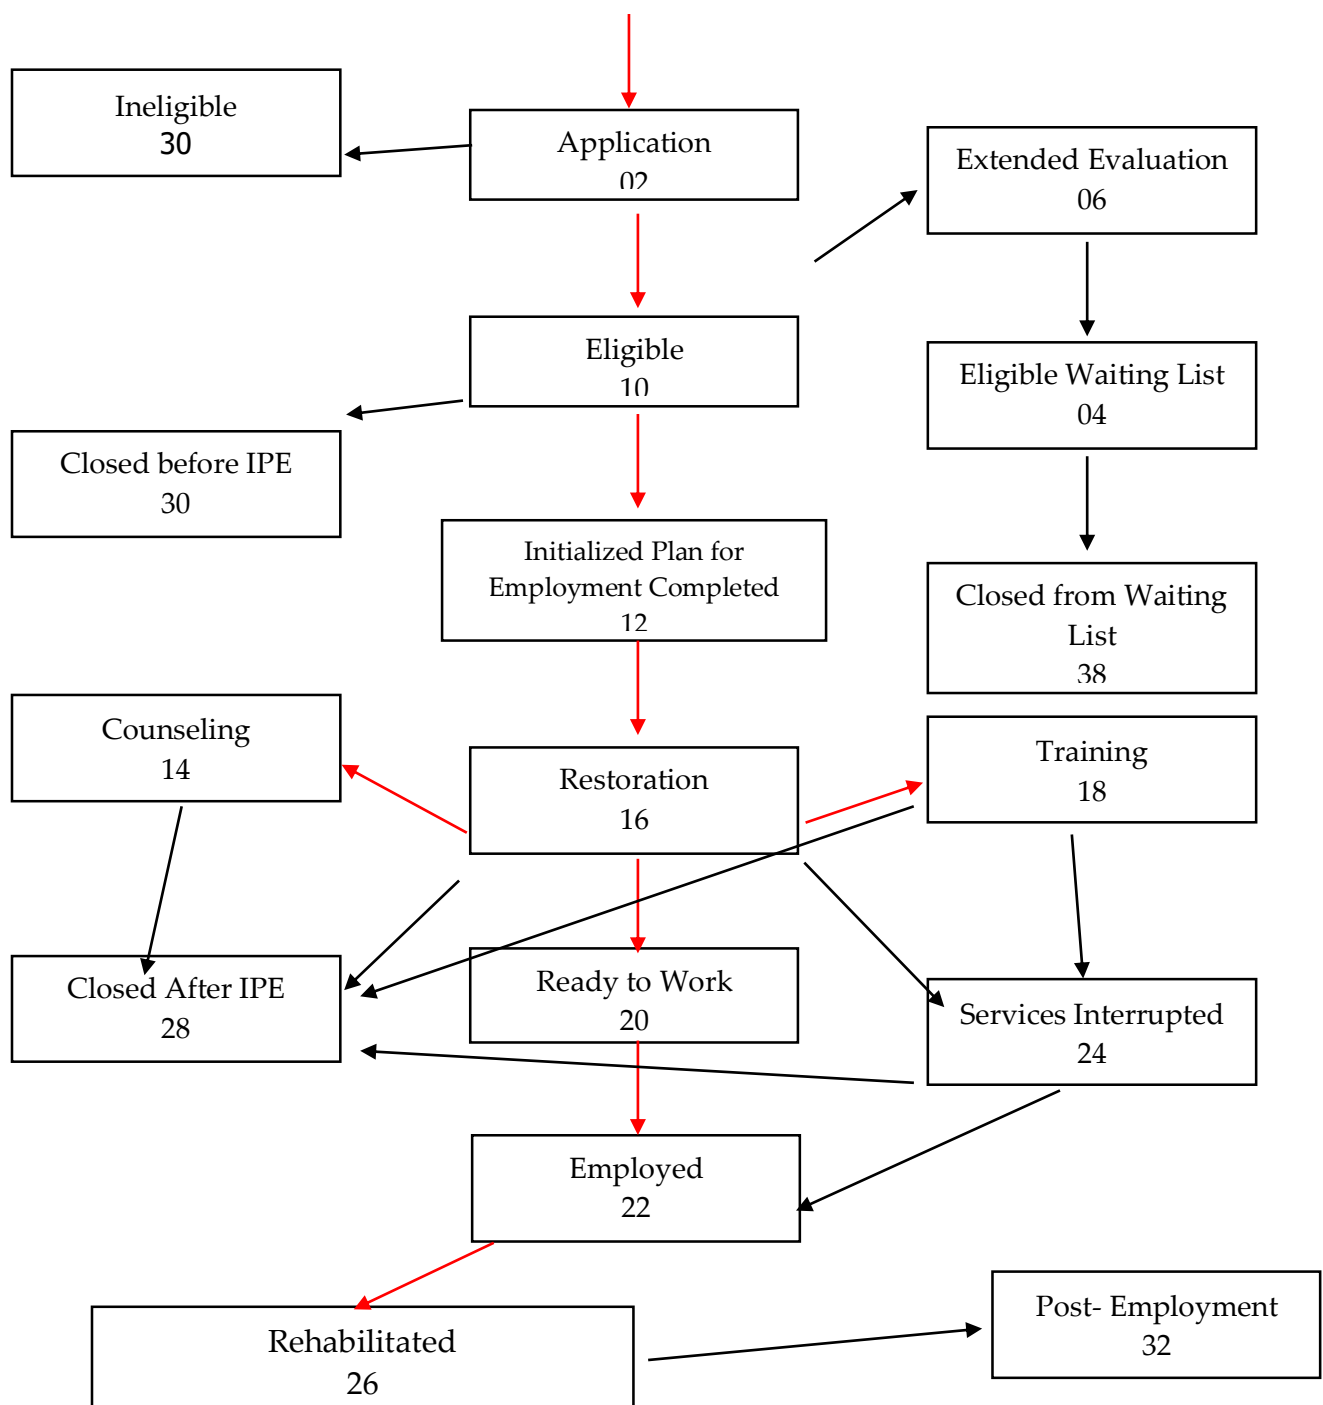 Ineligible
30
Application
02
Extended Evaluation
06
Eligible
10
Eligible Waiting List
04
Closed before IPE
30
Initialized Plan for
Employment Completed
12
Closed from Waiting
List
38
Counseling
14
Restoration
16
Training
18
Closed After IPE
28
Ready to Work
20
Services Interrupted
24
Employed
22
Rehabilitated
26
Post- Employment
32